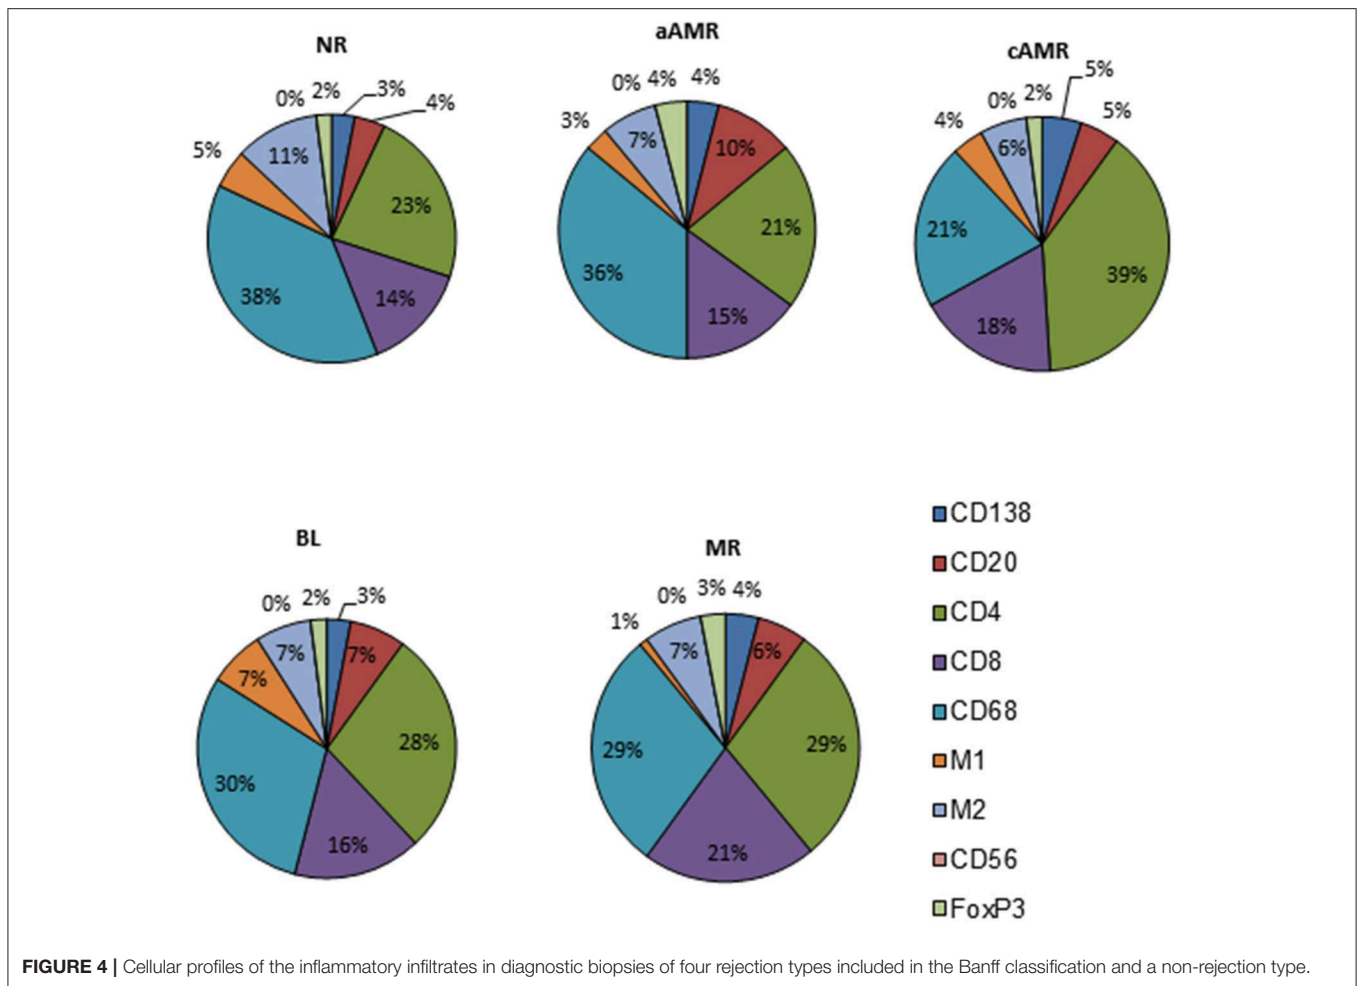 NR
aAMR
cAMR
0% 2% 3% 4%
5% 11% 23% 14% 38%
0% 4% 4%
3% 7% 10% 21% 15% 36%
0% 2% 5% 5%
4% 6% 39% 18% 21%
BL
MR
0% 2% 3%
7% 7% 7% 28% 16% 30%
0% 3% 4%
1% 7% 6% 29% 21% 29%
CD138
CD20
CD4
CD8
CD68
M1
M2
CD56
FoxP3
FIGURE 4 | Cellular profiles of the inflammatory infiltrates in diagnostic biopsies of four rejection types included in the Banff classification and a non-rejection type.